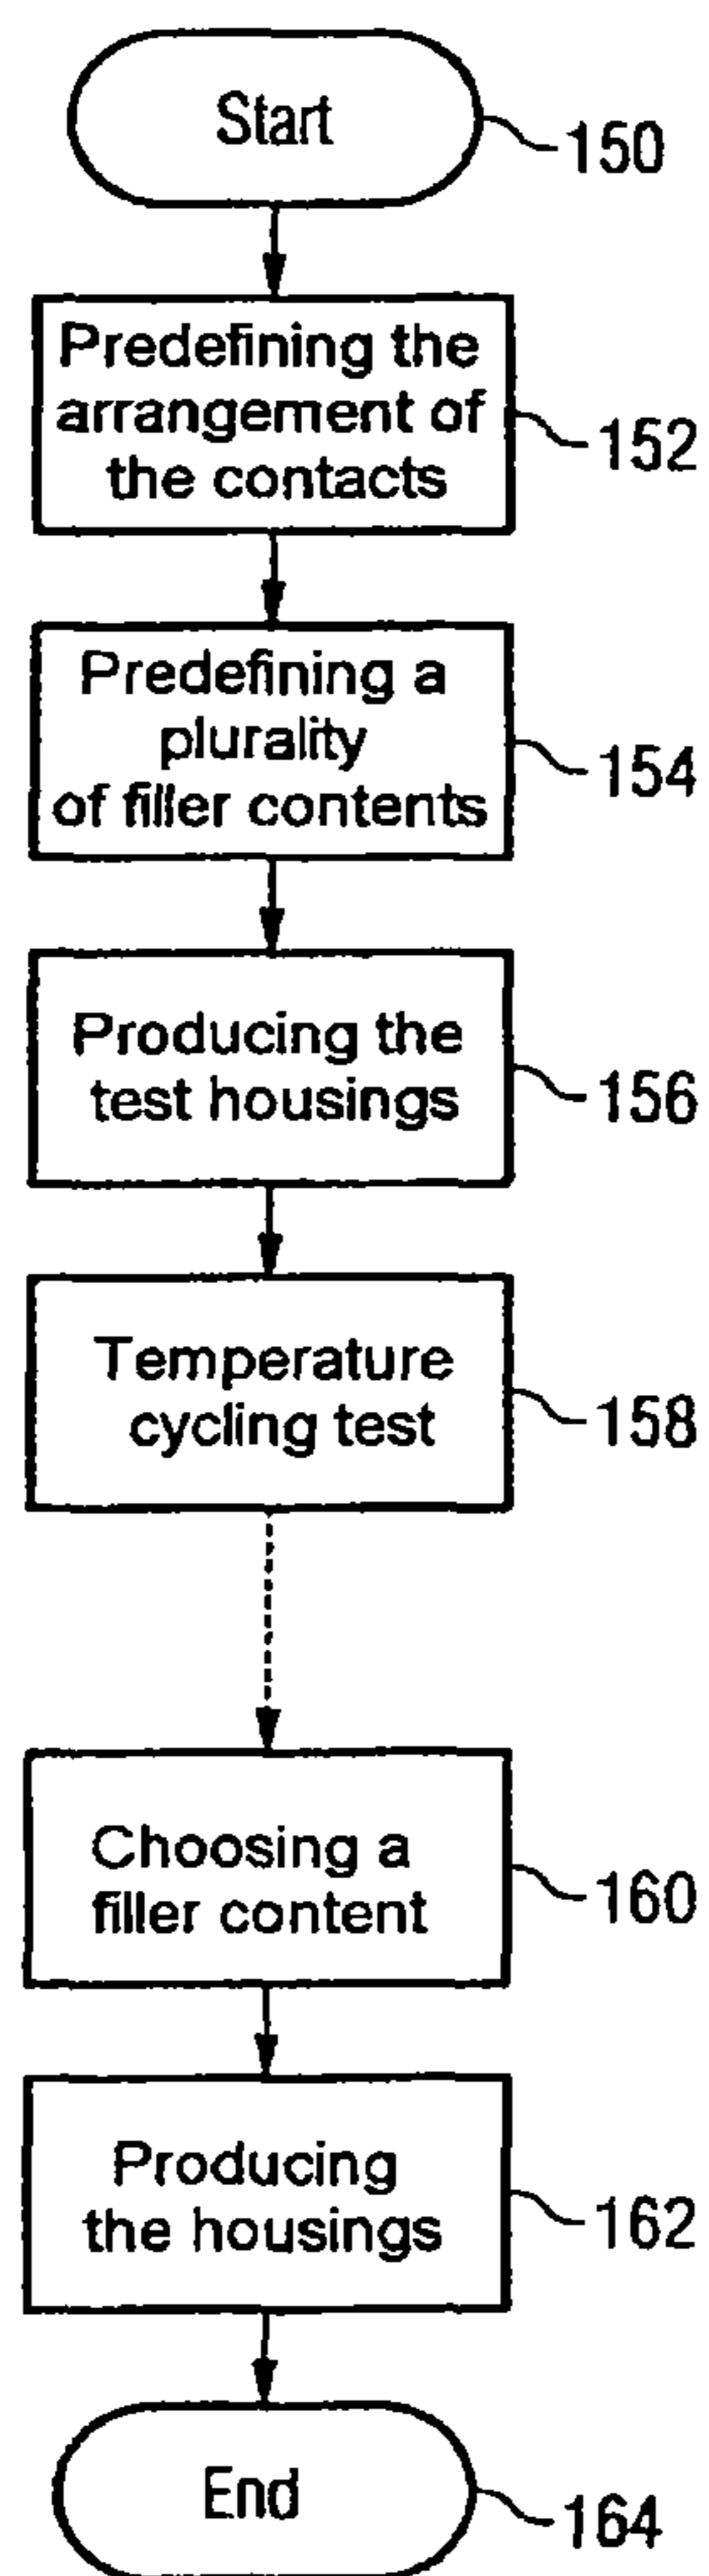 Start
150
Predefining the
arrangement of
the contacts
152
Predefining a
plurality
of filler contents
154
Producing the
test housings
156
Temperature
cycling test
158
Choosing a
filler content
160
Producing
the housings
162
End
164